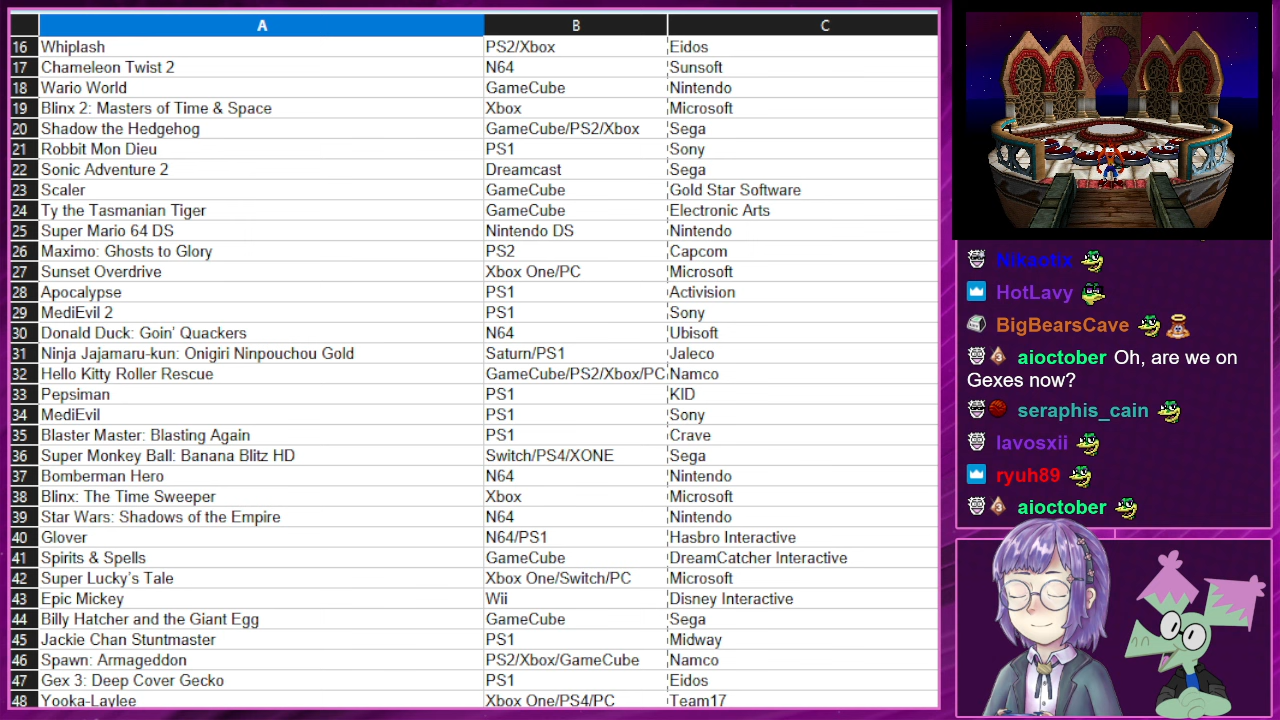 A B C
16 Whiplash PS2/Xbox Eidos
17 Chameleon Twist 2 N64 Sunsoft
18 Wario World GameCube Nintendo
19 Blinx 2: Masters of Time & Space Xbox Microsoft
20 Shadow the Hedgehog GameCube/PS2/Xbox Sega
21 Robbit Mon Dieu PS1 Sony
22 Sonic Adventure 2 Dreamcast Sega
23 Scaler GameCube Gold Star Software
24 Ty the Tasmanian Tiger GameCube Electronic Arts
25 Super Mario 64 DS Nintendo DS Nintendo
26 Maximo: Ghosts to Glory PS2 Capcom
27 Sunset Overdrive Xbox One/PC Microsoft
28 Apocalypse PS1 Activision
29 MediEvil 2 PS1 Sony
30 Donald Duck: Goin' Quackers N64 Ubisoft
31 Ninja Jajamaru-kun: Onigiri Ninpouchou Gold Saturn/PS1 Jaleco
32 Hello Kitty Roller Rescue GameCube/PS2/Xbox/PC Namco
33 Pepsiman PS1 KID
34 MediEvil PS1 Sony
35 Blaster Master: Blasting Again PS1 Crave
36 Super Monkey Ball: Banana Blitz HD Switch/PS4/XONE Sega
37 Bomberman Hero N64 Nintendo
38 Blinx: The Time Sweeper Xbox Microsoft
39 Star Wars: Shadows of the Empire N64 Nintendo
40 Glover N64/PS1 Hasbro Interactive
41 Spirits & Spells GameCube DreamCatcher Interactive
42 Super Lucky's Tale Xbox One/Switch/PC Microsoft
43 Epic Mickey Wii Disney Interactive
44 Billy Hatcher and the Giant Egg GameCube Sega
45 Jackie Chan Stuntmaster PS1 Midway
46 Spawn: Armageddon PS2/Xbox/GameCube Namco
47 Gex 3: Deep Cover Gecko PS1 Eidos
48 Yooka-Laylee Xbox One/PS4/PC Team17
Nikaotix
HotLavy
BigBearsCave
3 aioctober Oh, are we on
Gexes now?
seraphis_cain
lavosxii
ryuh89
3 aioctober